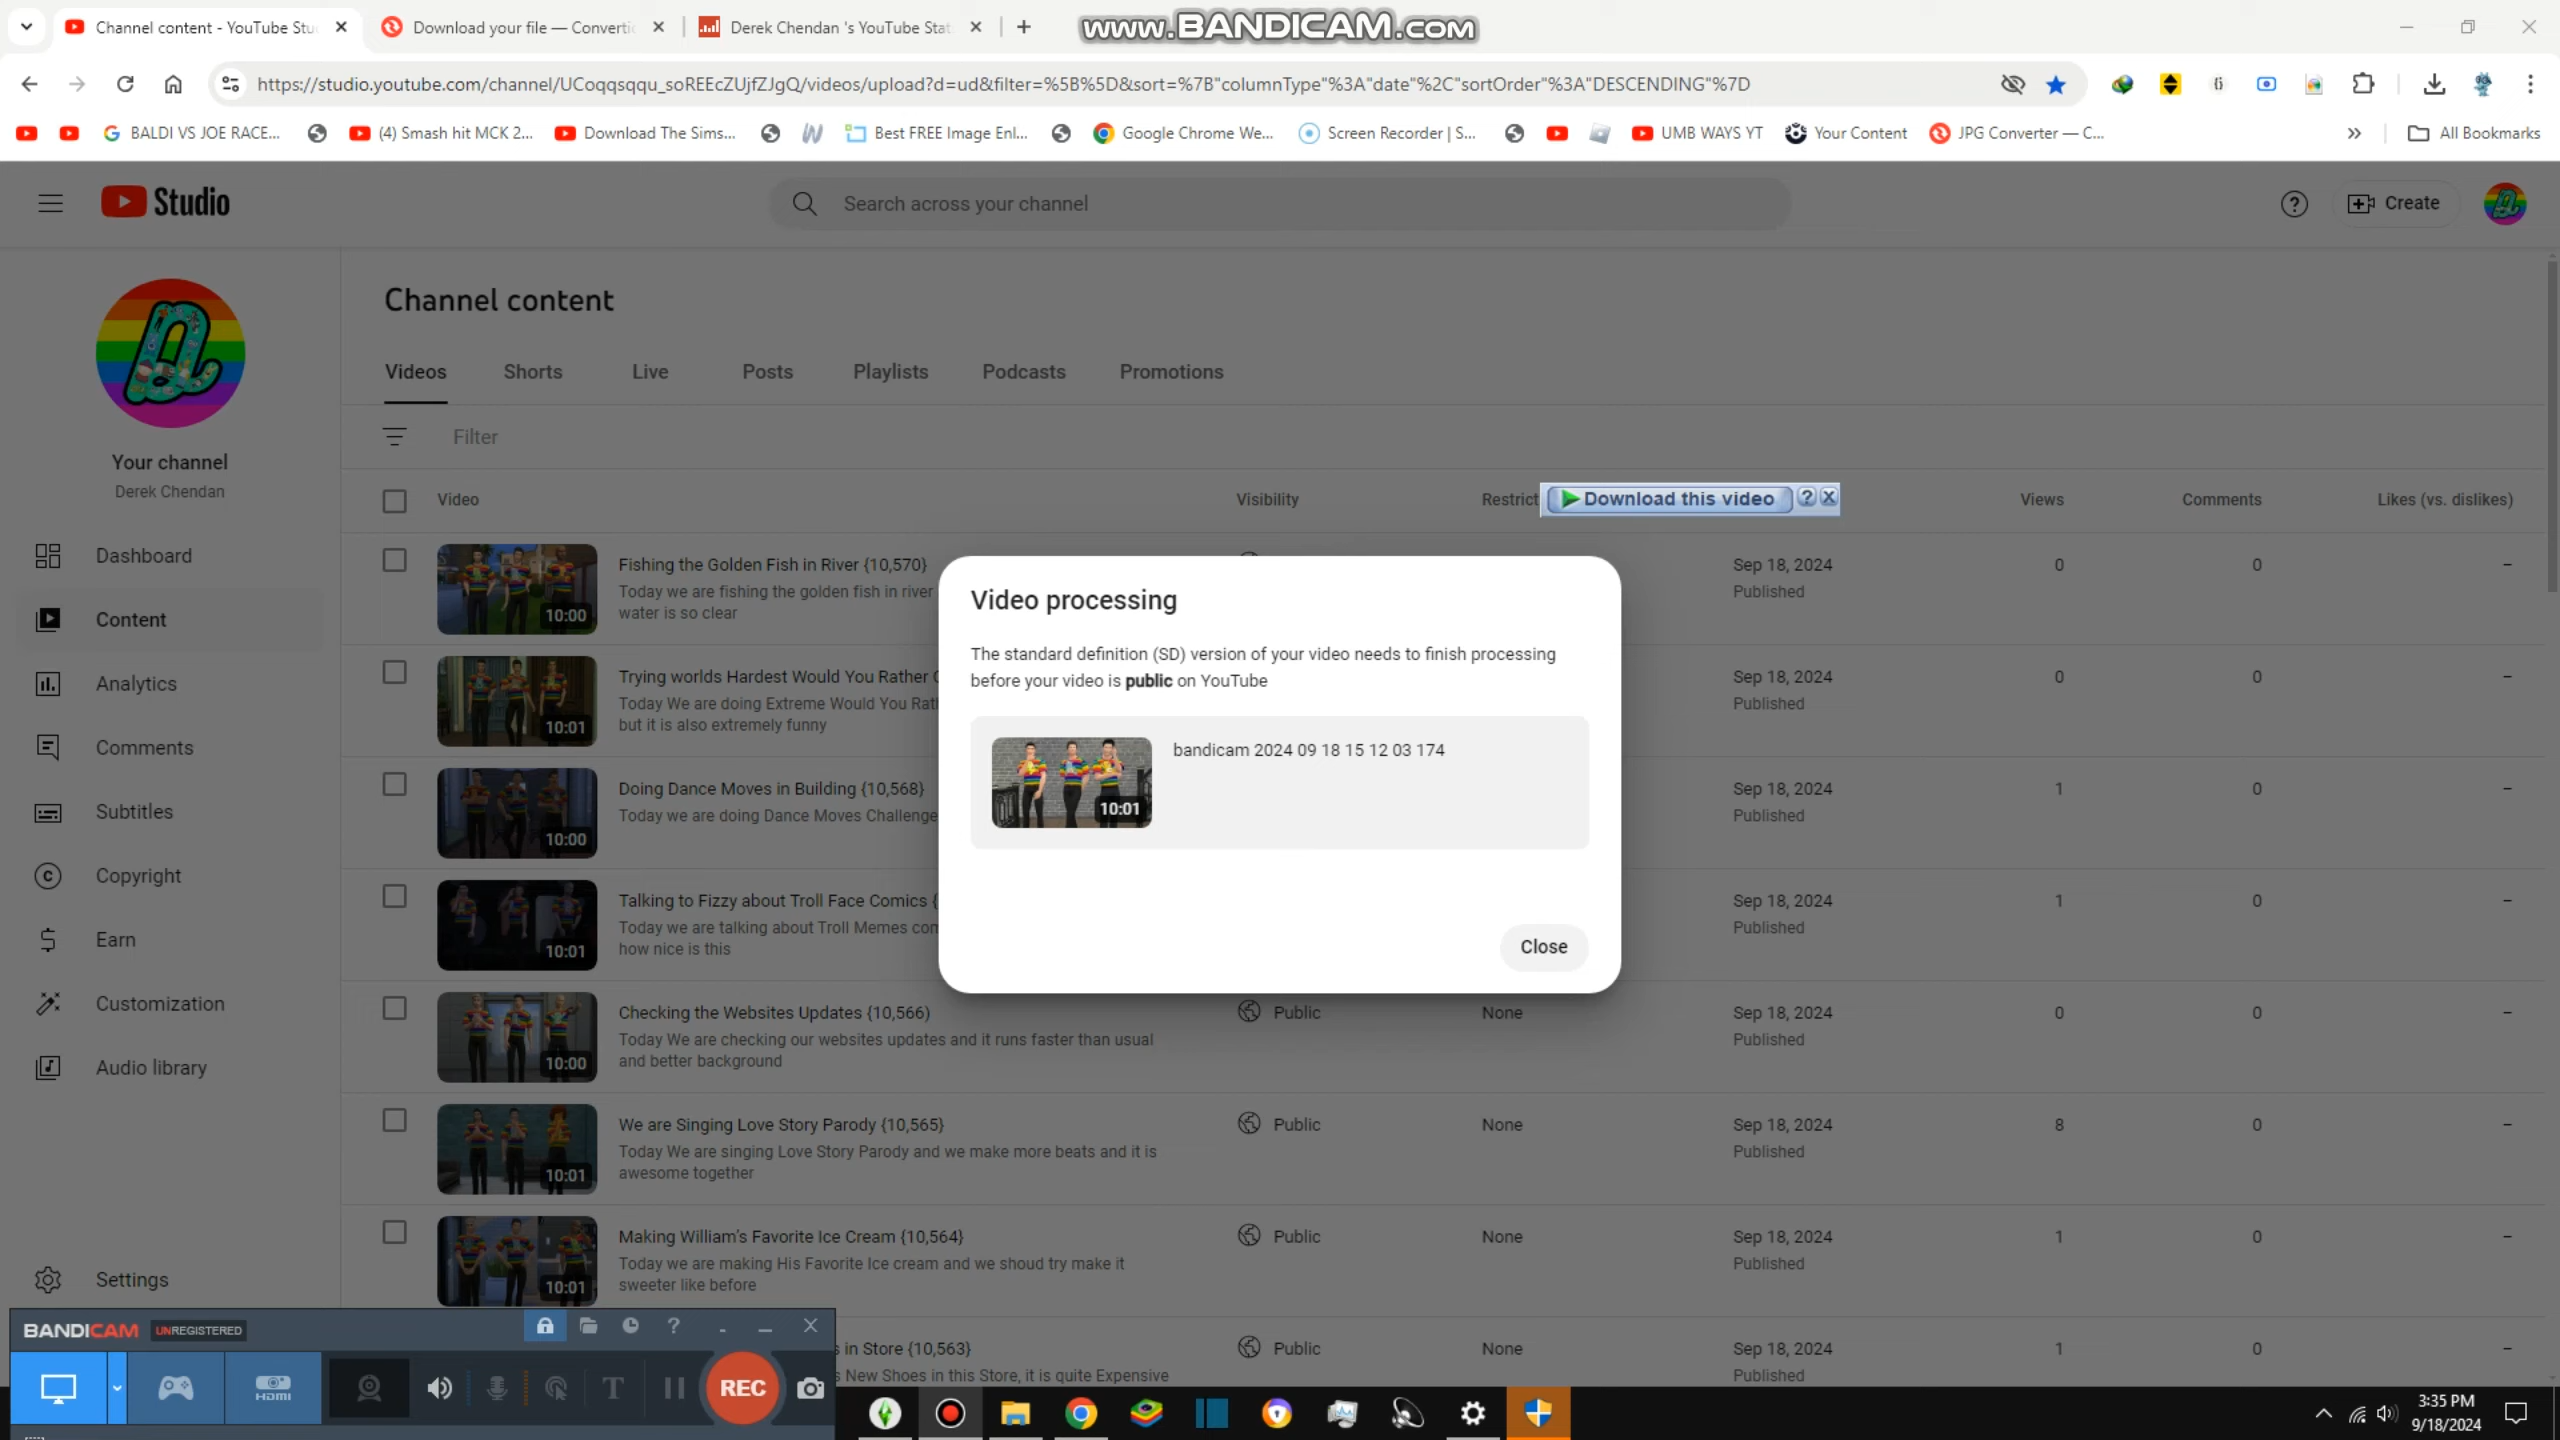 Channel content - YouTube Stu
Download your file — Converti
Derek Chendan 's YouTube Stat
www.BANDICAM.com
https://studio.youtube.com/channel/UCoqqsqqu_soREEcZUjfZJgQ/videos/upload?d=ud&filter=%5B%5D&sort=%7B"columnType"%3A"date"%2C"sortOrder"%3A"DESCENDING"%7D
BALDI VS JOE RACE...
(4) Smash hit MCK 2...
Download The Sims...
Best FREE Image Enl...
Google Chrome We...
Screen Recorder | S...
UMB WAYS YT
Your Content
JPG Converter — C...
All Bookmarks
Studio
Search across your channel
Create
Your channel
Derek Chendan
Dashboard
Content
Analytics
Comments
Subtitles
Copyright
Earn
Customization
Audio library
Settings
Channel content
Videos
Shorts
Live
Posts
Playlists
Podcasts
Promotions
Filter
Video
Visibility
Restrict
Download this video
Views
Comments
Likes (vs. dislikes)
10:00
Fishing the Golden Fish in River {10,570}
Today we are fishing the golden fish in river
water is so clear
Sep 18, 2024
Published
0
0
–
10:01
Trying worlds Hardest Would You Rather
Today We are doing Extreme Would You Rat
but it is also extremely funny
Sep 18, 2024
Published
0
0
–
10:00
Doing Dance Moves in Building {10,568}
Today we are doing Dance Moves Challenge
Sep 18, 2024
Published
1
0
–
10:01
Talking to Fizzy about Troll Face Comics {
Today we are talking about Troll Memes com
how nice is this
Sep 18, 2024
Published
1
0
–
10:00
Checking the Websites Updates {10,566}
Today We are checking our websites updates and it runs faster than usual
and better background
Public
None
Sep 18, 2024
Published
0
0
–
10:01
We are Singing Love Story Parody {10,565}
Today We are singing Love Story Parody and we make more beats and it is
awesome together
Public
None
Sep 18, 2024
Published
8
0
–
10:01
Making William's Favorite Ice Cream {10,564}
Today we are making His Favorite Ice cream and we shoud try make it
sweeter like before
Public
None
Sep 18, 2024
Published
1
0
–
s in Store {10,563}
s New Shoes in this Store, it is quite Expensive
Public
None
Sep 18, 2024
Published
1
0
–
Video processing
The standard definition (SD) version of your video needs to finish processing
before your video is public on YouTube
10:01
bandicam 2024 09 18 15 12 03 174
Close
BANDICAM UNREGISTERED
HDMI
REC
3:35 PM
9/18/2024